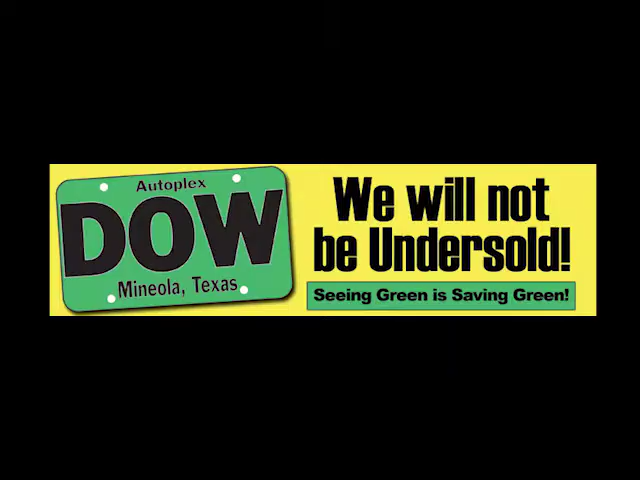 Autoplex
DOW
Mineola, Texas
We will not
be Undersold!
Seeing Green is Saving Green!